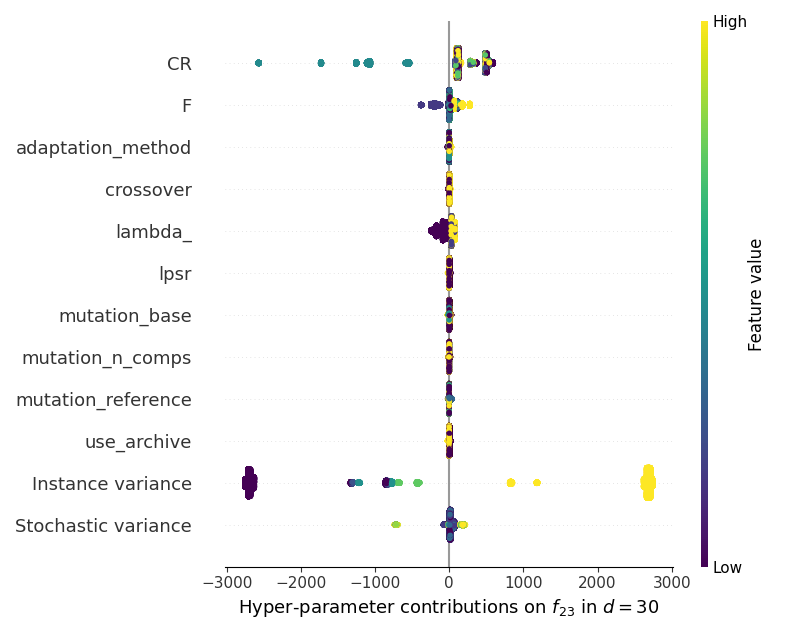 High
CR
F
adaptation_method
crossover
lambda_
lpsr
mutation_base
mutation_n_comps
mutation_reference
use_archive
Instance variance
Stochastic variance
Feature value
Low
−3000 −2000 −1000 0 1000 2000 3000
Hyper-parameter contributions on f₂₃ in d = 30